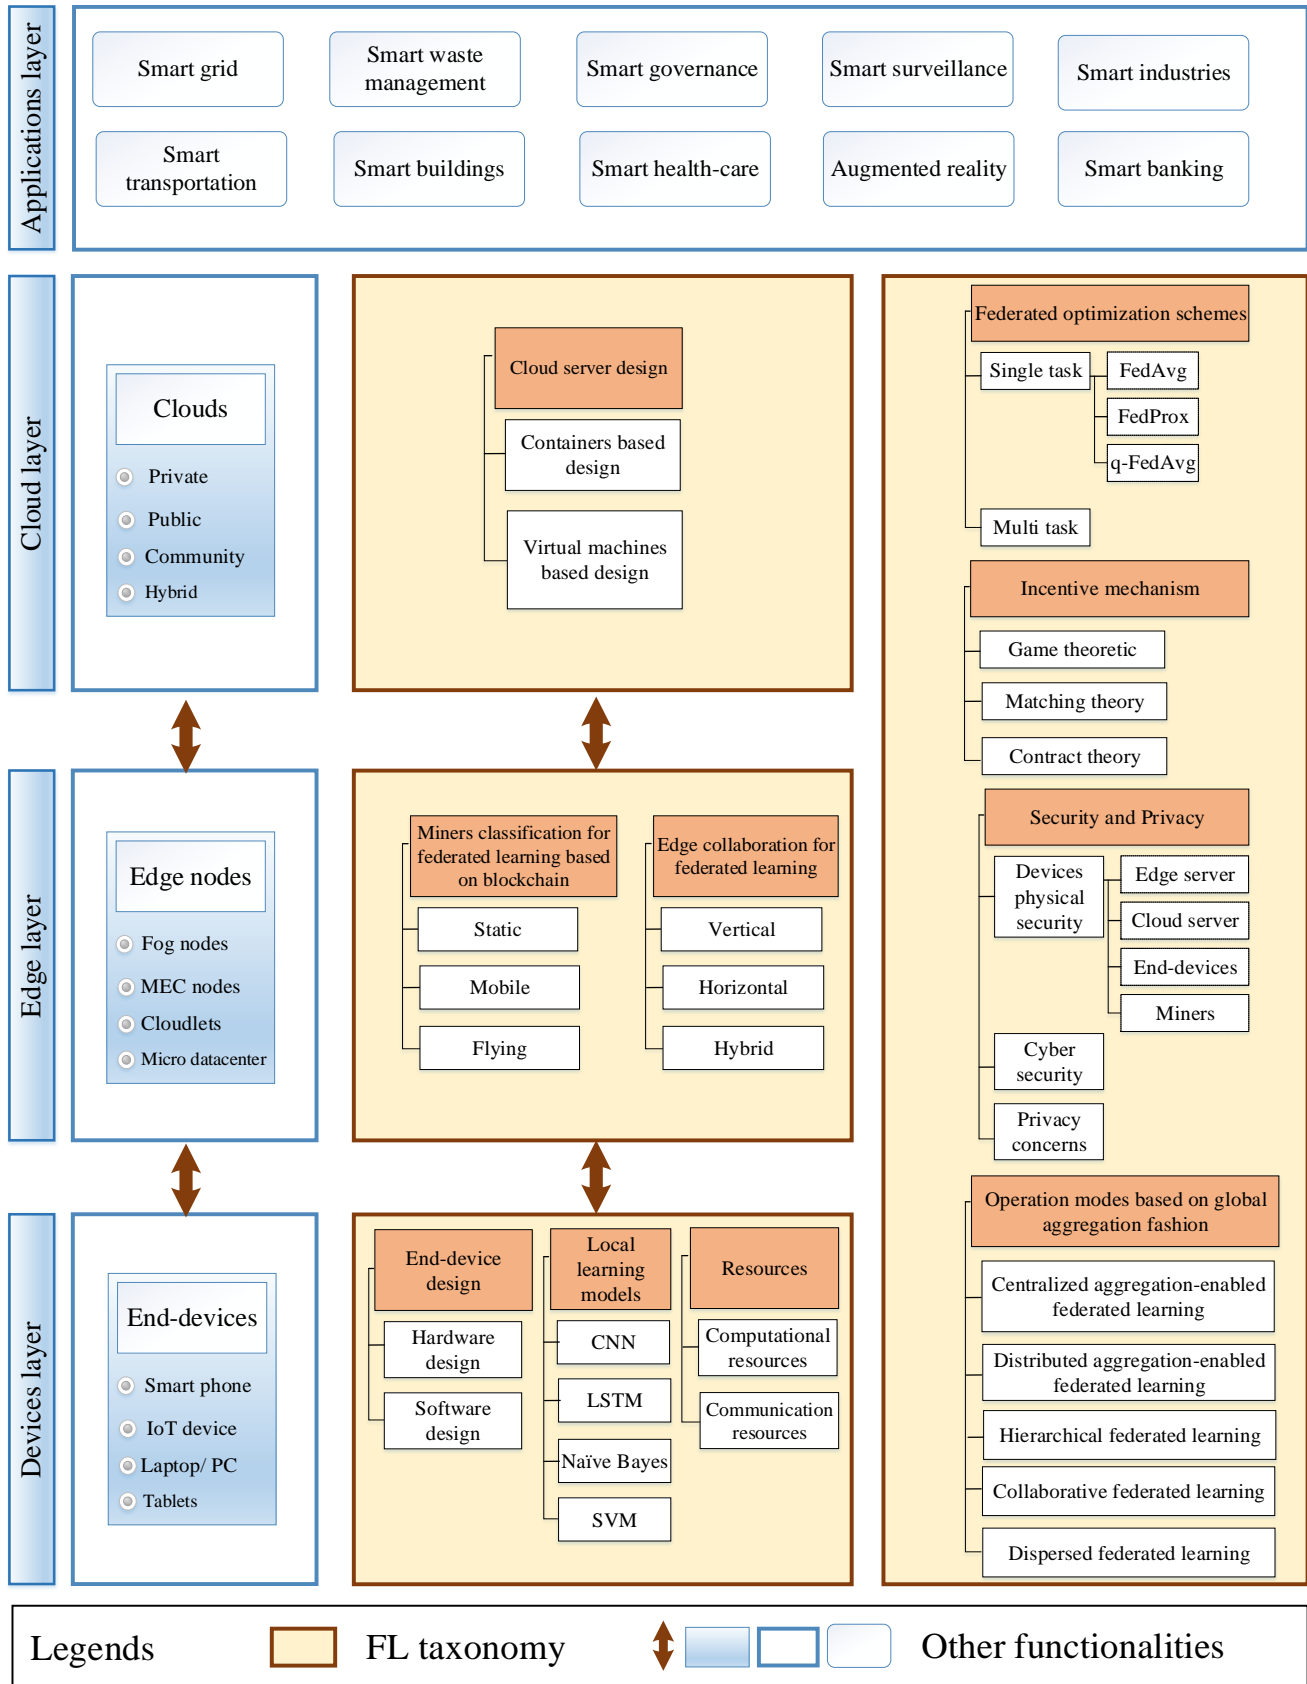 Applications layer
Smart grid
Smart waste
management
Smart governance
Smart surveillance
Smart industries
Smart
transportation
Smart buildings
Smart health-care
Augmented reality
Smart banking
Cloud layer
Clouds
Private
Public
Community
Hybrid
Cloud server design
Containers based
design
Virtual machines
based design
Edge layer
Edge nodes
Fog nodes
MEC nodes
Cloudlets
Micro datacenter
Miners classification for
federated learning based
on blockchain
Static
Mobile
Flying
Edge collaboration for
federated learning
Vertical
Horizontal
Hybrid
Devices layer
End-devices
Smart phone
IoT device
Laptop/ PC
Tablets
End-device
design
Hardware
design
Software
design
Local
learning
models
CNN
LSTM
Naïve Bayes
SVM
Resources
Computational
resources
Communication
resources
Federated optimization schemes
Single task
FedAvg
FedProx
q-FedAvg
Multi task
Incentive mechanism
Game theoretic
Matching theory
Contract theory
Security and Privacy
Devices
physical
security
Edge server
Cloud server
End-devices
Miners
Cyber
security
Privacy
concerns
Operation modes based on global
aggregation fashion
Centralized aggregation-enabled
federated learning
Distributed aggregation-enabled
federated learning
Hierarchical federated learning
Collaborative federated learning
Dispersed federated learning
Legends
FL taxonomy
Other functionalities